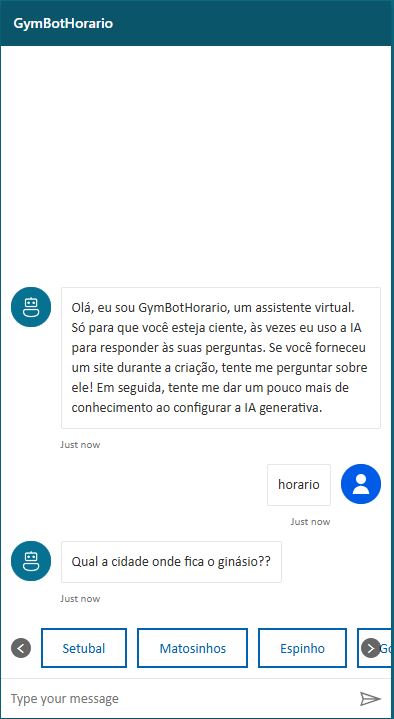 GymBotHorario
Olá, eu sou GymBotHorario, um assistente virtual.
Só para que você esteja ciente, às vezes eu uso a IA
para responder às suas perguntas. Se você forneceu
um site durante a criação, tente me perguntar sobre
ele! Em seguida, tente me dar um pouco mais de
conhecimento ao configurar a IA generativa.
Just now
horario
Just now
Qual a cidade onde fica o ginásio??
Just now
Setubal Matosinhos Espinho
Type your message